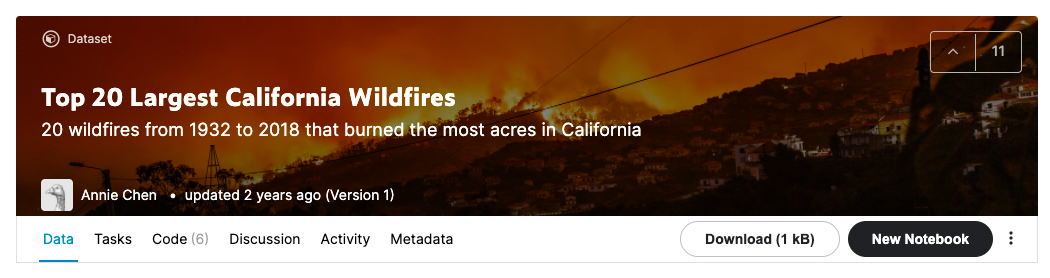 Dataset
11
Top 20 Largest California Wildfires
20 wildfires from 1932 to 2018 that burned the most acres in California
Annie Chen • updated 2 years ago (Version 1)
Data Tasks Code (6) Discussion Activity Metadata Download (1 kB) New Notebook